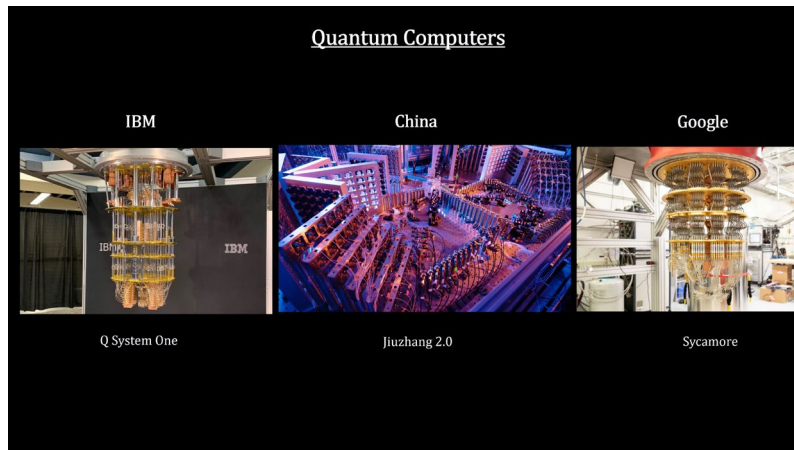 Quantum Computers
IBM
China
Google
IBM
IBM
Q System One
Jiuzhang 2.0
Sycamore